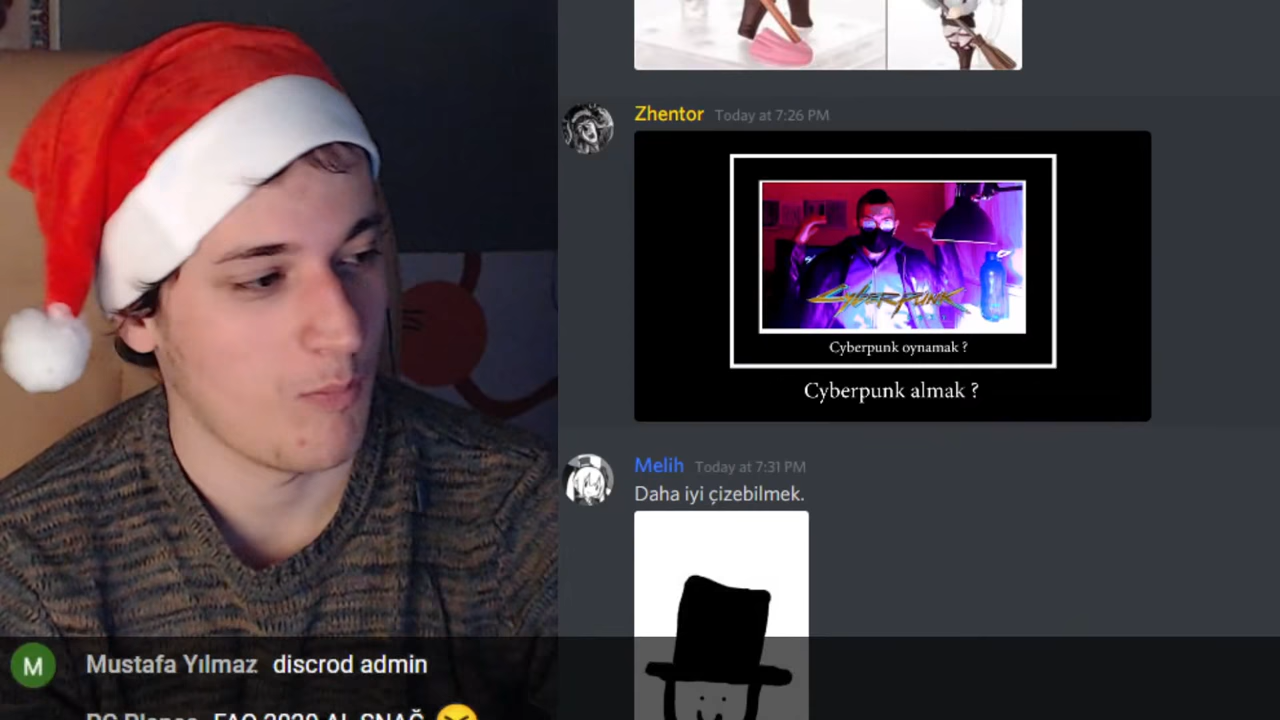 Zhentor Today at 7:26 PM
CYBERPUNK
Cyberpunk oynamak ?
Cyberpunk almak ?
Melih Today at 7:31 PM
Daha iyi çizebilmek.
M Mustafa Yılmaz discrod admin